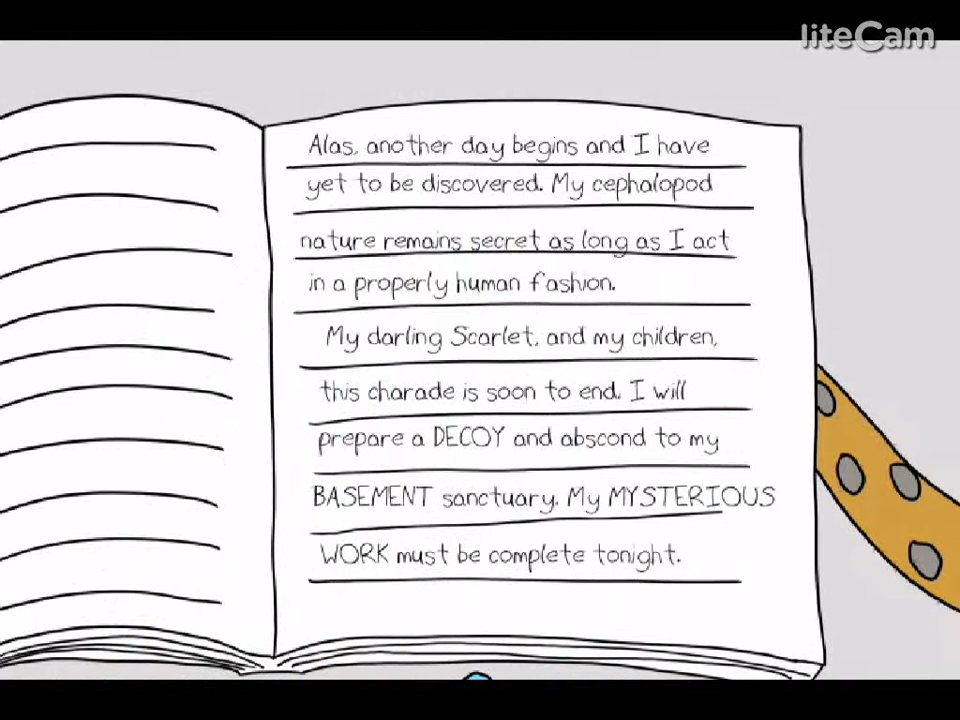 liteCam
Alas, another day begins and I have
yet to be discovered. My cephalopod
nature remains secret as long as I act
in a properly human fashion.
My darling Scarlet, and my children,
this charade is soon to end. I will
prepare a DECOY and abscond to my
BASEMENT sanctuary. My MYSTERIOUS
WORK must be complete tonight.